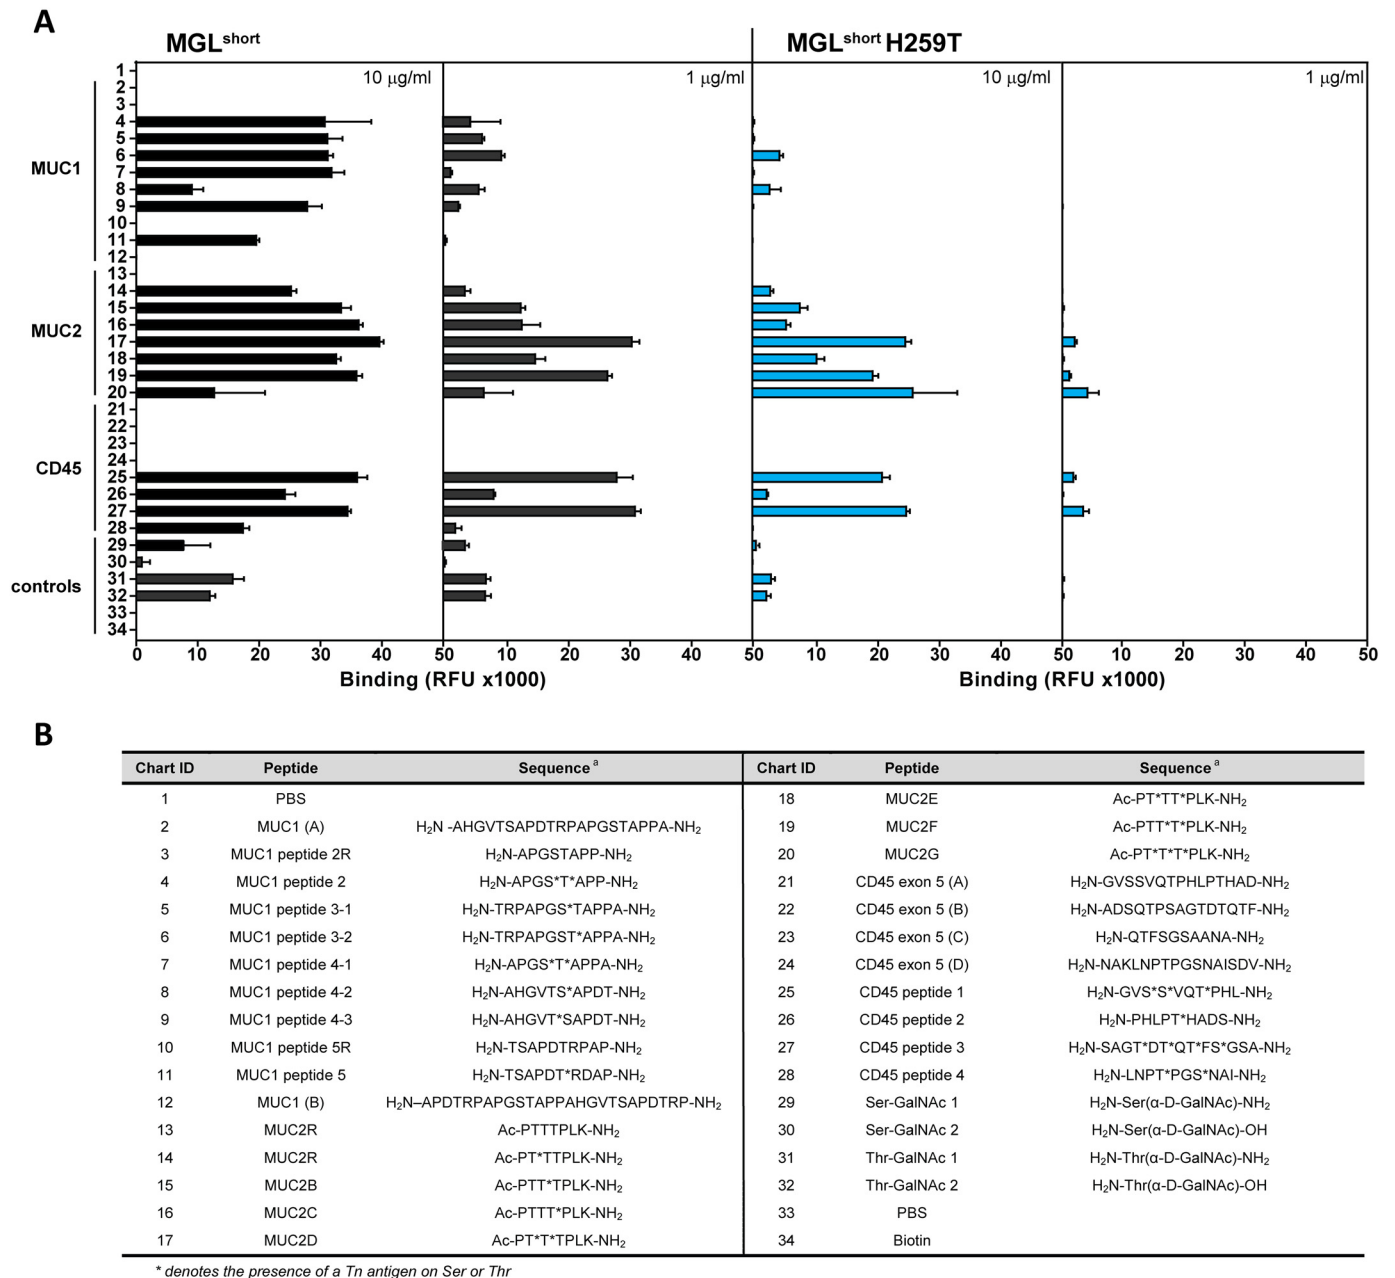 A
MGLshort
MGLshort H259T
10 µg/ml
1 µg/ml
10 µg/ml
1 µg/ml
1
2
3
4
5
6
MUC1
7
8
9
10
11
12
13
14
15
MUC2
16
17
18
19
20
21
22
23
CD45
24
25
26
27
28
29
30
controls
31
32
33
34
0 10 20 30 40 50 10 20 30 40 50 10 20 30 40 50 10 20 30 40 50
Binding (RFU x1000)
Binding (RFU x1000)
B
Chart ID Peptide Sequence a Chart ID Peptide Sequence a
1 PBS 18 MUC2E Ac-PT*TT*PLK-NH2
2 MUC1 (A) H2N -AHGVTSAPDTRPAPGSTAPPA-NH2 19 MUC2F Ac-PTT*T*PLK-NH2
3 MUC1 peptide 2R H2N-APGSTAPP-NH2 20 MUC2G Ac-PT*T*T*PLK-NH2
4 MUC1 peptide 2 H2N-APGS*T*APP-NH2 21 CD45 exon 5 (A) H2N-GVSSVQTPHLPTHAD-NH2
5 MUC1 peptide 3-1 H2N-TRPAPGS*TAPPA-NH2 22 CD45 exon 5 (B) H2N-ADSQTPSAGTDTQTF-NH2
6 MUC1 peptide 3-2 H2N-TRPAPGST*APPA-NH2 23 CD45 exon 5 (C) H2N-QTFSGSAANA-NH2
7 MUC1 peptide 4-1 H2N-APGS*T*APPA-NH2 24 CD45 exon 5 (D) H2N-NAKLNPTPGSNAISDV-NH2
8 MUC1 peptide 4-2 H2N-AHGVTS*APDT-NH2 25 CD45 peptide 1 H2N-GVS*S*VQT*PHL-NH2
9 MUC1 peptide 4-3 H2N-AHGVT*SAPDT-NH2 26 CD45 peptide 2 H2N-PHLPT*HADS-NH2
10 MUC1 peptide 5R H2N-TSAPDTRPAP-NH2 27 CD45 peptide 3 H2N-SAGT*DT*QT*FS*GSA-NH2
11 MUC1 peptide 5 H2N-TSAPDT*RDAP-NH2 28 CD45 peptide 4 H2N-LNPT*PGS*NAI-NH2
12 MUC1 (B) H2N–APDTRPAPGSTAPPAHGVTSAPDTRP-NH2 29 Ser-GalNAc 1 H2N-Ser(α-D-GalNAc)-NH2
13 MUC2R Ac-PTTTPLK-NH2 30 Ser-GalNAc 2 H2N-Ser(α-D-GalNAc)-OH
14 MUC2R Ac-PT*TTPLK-NH2 31 Thr-GalNAc 1 H2N-Thr(α-D-GalNAc)-NH2
15 MUC2B Ac-PTT*TPLK-NH2 32 Thr-GalNAc 2 H2N-Thr(α-D-GalNAc)-OH
16 MUC2C Ac-PTTT*PLK-NH2 33 PBS
17 MUC2D Ac-PT*T*TPLK-NH2 34 Biotin
* denotes the presence of a Tn antigen on Ser or Thr